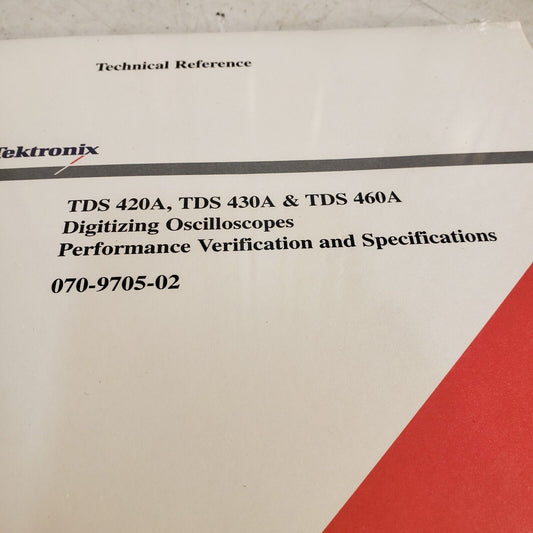 Technical Reference
Tektronix
TDS 420A, TDS 430A & TDS 460A
Digitizing Oscilloscopes
Performance Verification and Specifications
070-9705-02